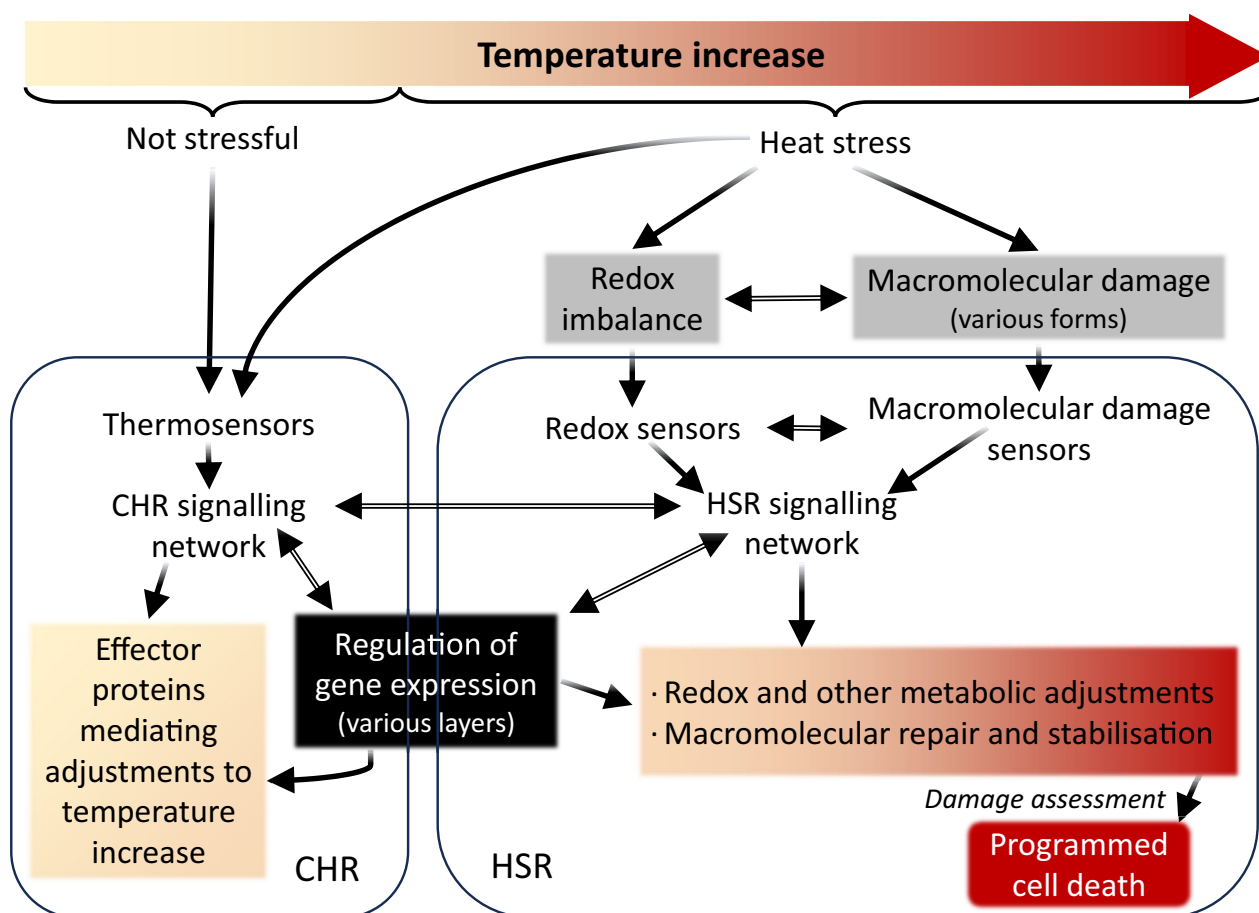 Temperature increase
Not stressful
Heat stress
Redox
imbalance
Macromolecular damage
(various forms)
Thermosensors
Redox sensors
Macromolecular damage
sensors
CHR signalling
network
HSR signalling
network
Effector
proteins
mediating
adjustments to
temperature
increase
Regulation of
gene expression
(various layers)
· Redox and other metabolic adjustments
· Macromolecular repair and stabilisation
Damage assessment
Programmed
cell death
CHR
HSR